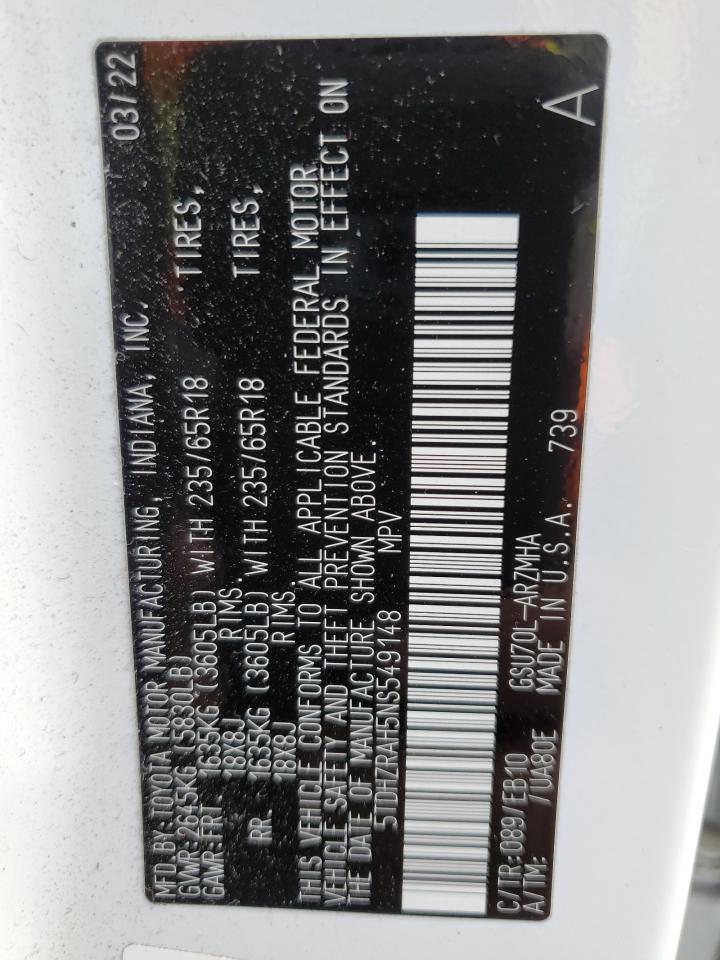 MFD BY:TOYOTA MOTOR MANUFACTURING, INDIANA, INC. 03/22
GVWR:2645KG (5830LB)
GAWR:FRT 1635KG (3605LB) WITH 235/65R18 TIRES,
18X8J RIMS.
RR 1635KG (3605LB) WITH 235/65R18 TIRES,
18X8J RIMS.
THIS VEHICLE CONFORMS TO ALL APPLICABLE FEDERAL MOTOR
VEHICLE SAFETY AND THEFT PREVENTION STANDARDS IN EFFECT ON
THE DATE OF MANUFACTURE SHOWN ABOVE.
5TDHZRAH5NS549148 MPV
C/TR:089/EB10 GSU70L-ARZMHA
A/TM: /UA80E MADE IN U.S.A. 739 A